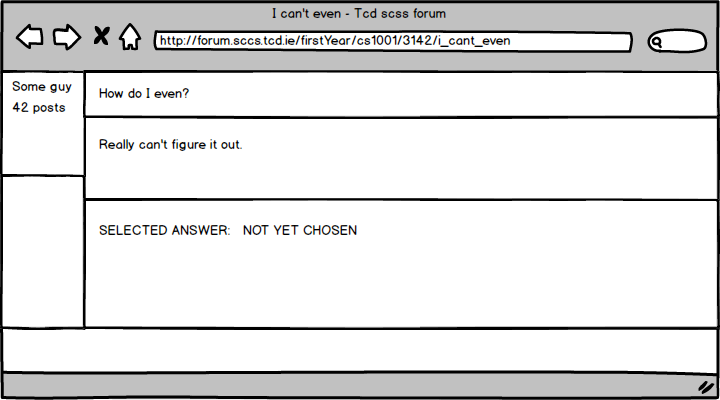 I can't even - Tcd scss forum
http://forum.sccs.tcd.ie/firstYear/cs1001/3142/i_cant_even
Some guy
42 posts
How do I even?
Really can't figure it out.
SELECTED ANSWER: NOT YET CHOSEN